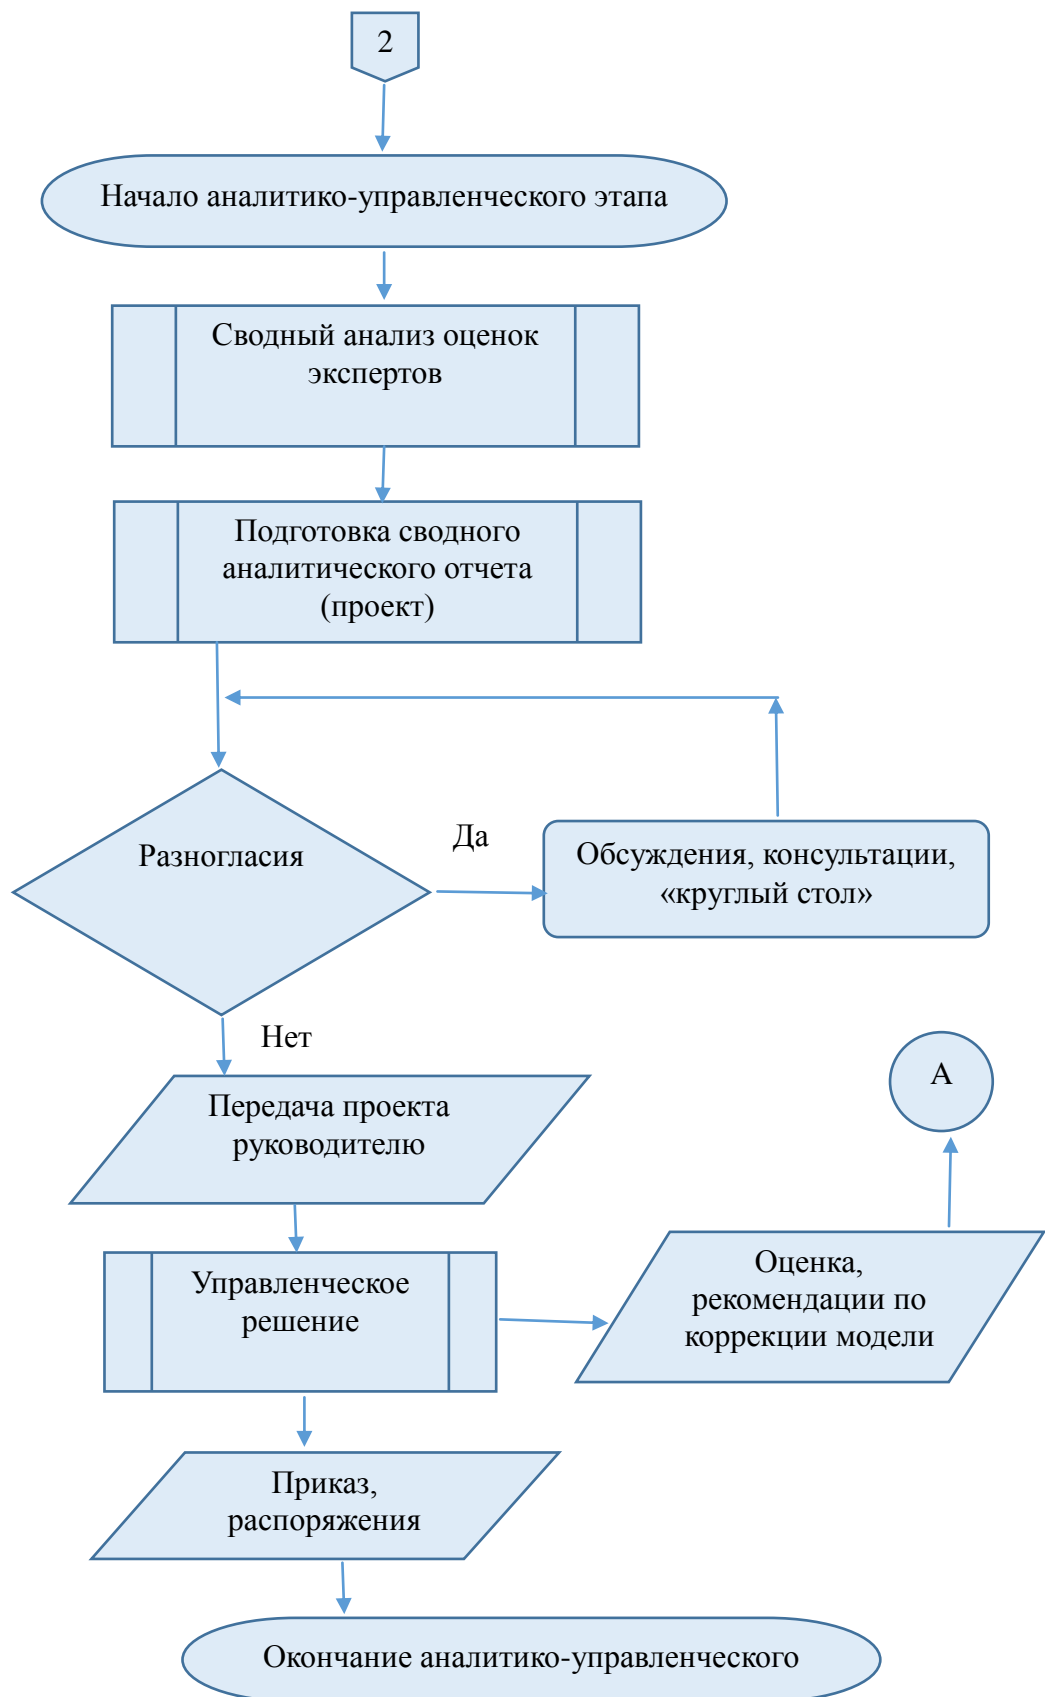 2
Начало аналитико-управленческого этапа
Сводный анализ оценок
экспертов
Подготовка сводного
аналитического отчета
(проект)
Разногласия
Да
Обсуждения, консультации,
«круглый стол»
Нет
А
Передача проекта
руководителю
Управленческое
решение
Оценка,
рекомендации по
коррекции модели
Приказ,
распоряжения
Окончание аналитико-управленческого